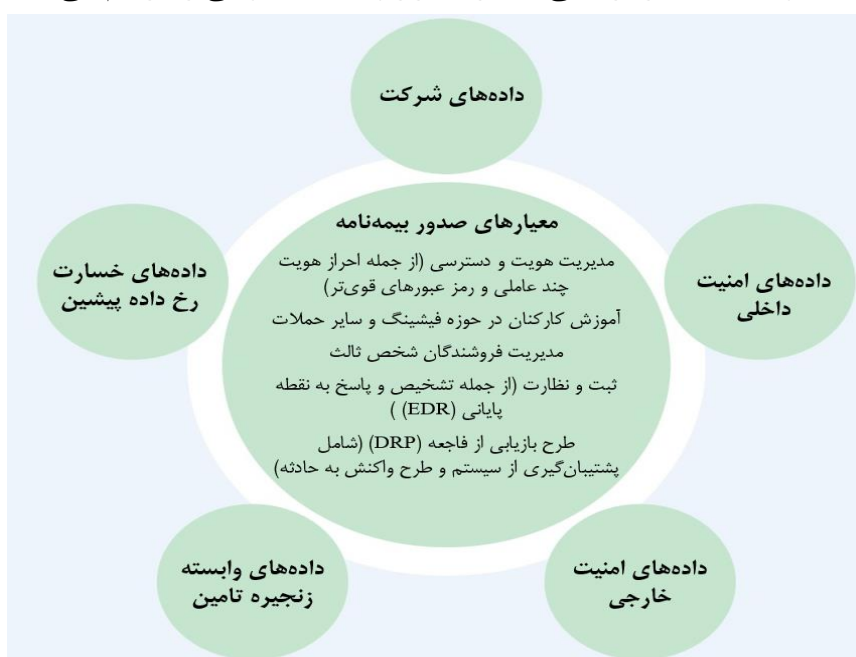 داده‌های شرکت
معیارهای صدور بیمه‌نامه
مدیریت هویت و دسترسی (از جمله احراز هویت
چند عاملی و رمز عبورهای قوی‌تر)
آموزش کارکنان در حوزه فیشینگ و سایر حملات
مدیریت فروشندگان شخص ثالث
ثبت و نظارت (از جمله تشخیص و پاسخ به نقطه
پایانی (EDR) )
طرح بازیابی از فاجعه (DRP) (شامل
پشتیبان‌گیری از سیستم و طرح واکنش به حادثه)
داده‌های امنیت
داخلی
داده‌های خسارت
رخ داده پیشین
داده‌های امنیت
خارجی
داده‌های وابسته
زنجیره تامین